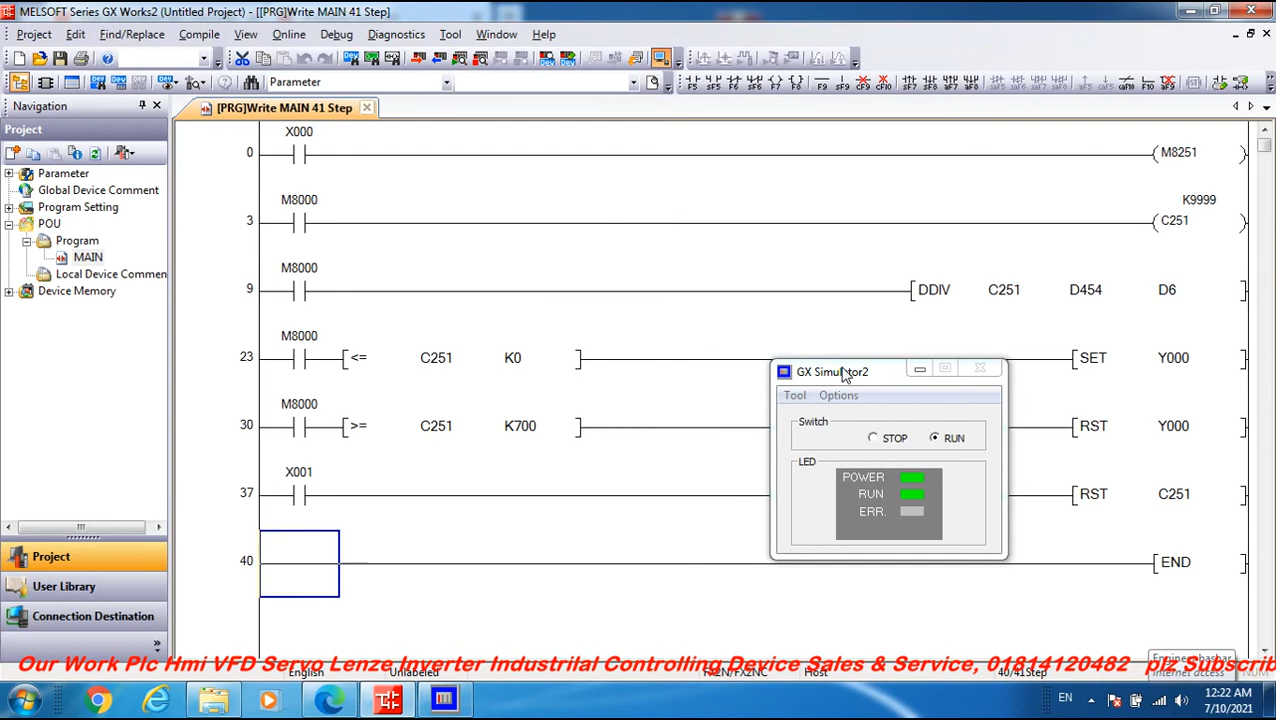 MELSOFT Series GX Works2 (Untitled Project) - [[PRG]Write MAIN 41 Step]
Project Edit Find/Replace Compile View Online Debug Diagnostics Tool Window Help
Parameter
Navigation
[PRG]Write MAIN 41 Step
Project
Parameter
Global Device Comment
Program Setting
POU
Program
MAIN
Local Device Commen
Device Memory
Project
User Library
Connection Destination
X000
0 M8251
M8000 K9999
3 C251
M8000
9 DDIV C251 D454 D6
M8000
23 <= C251 K0 SET Y000
M8000
30 >= C251 K700 RST Y000
X001
37 RST C251
40 END
GX Simulator2
Tool Options
Switch
STOP RUN
LED
POWER
RUN
ERR.
Our Work Plc Hmi VFD Servo Lenze Inverter Industrilal Controlling Device Sales & Service, 01814120482 plz Subscrib
English Unlabeled FX2N/FX2NC Host 40/41Step
Internet access
EN
12:22 AM
7/10/2021